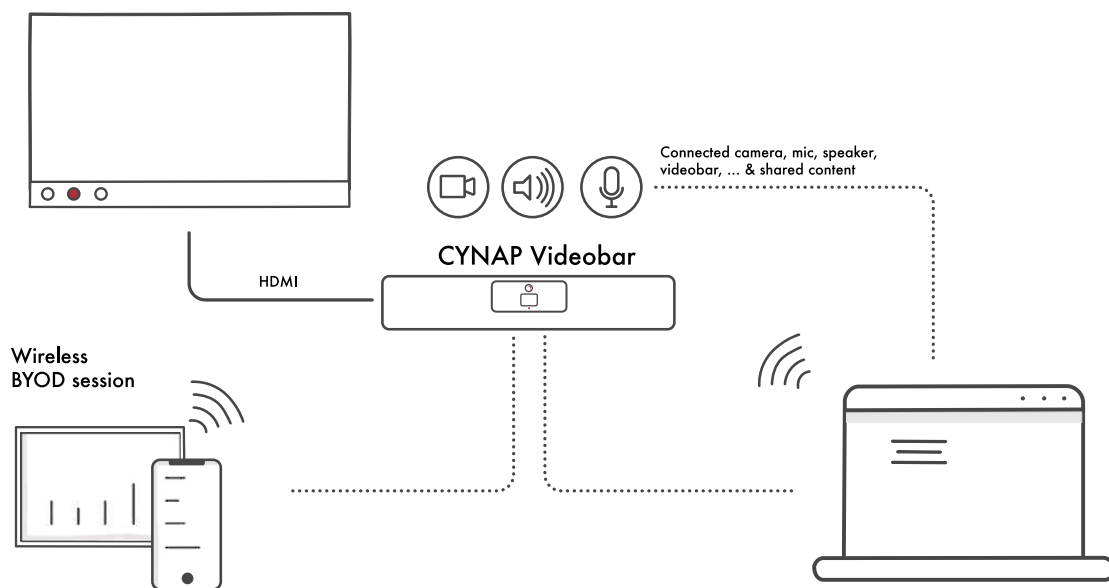 Connected camera, mic, speaker,
videobar, ... & shared content
CYNAP Videobar
HDMI
Wireless
BYOD session